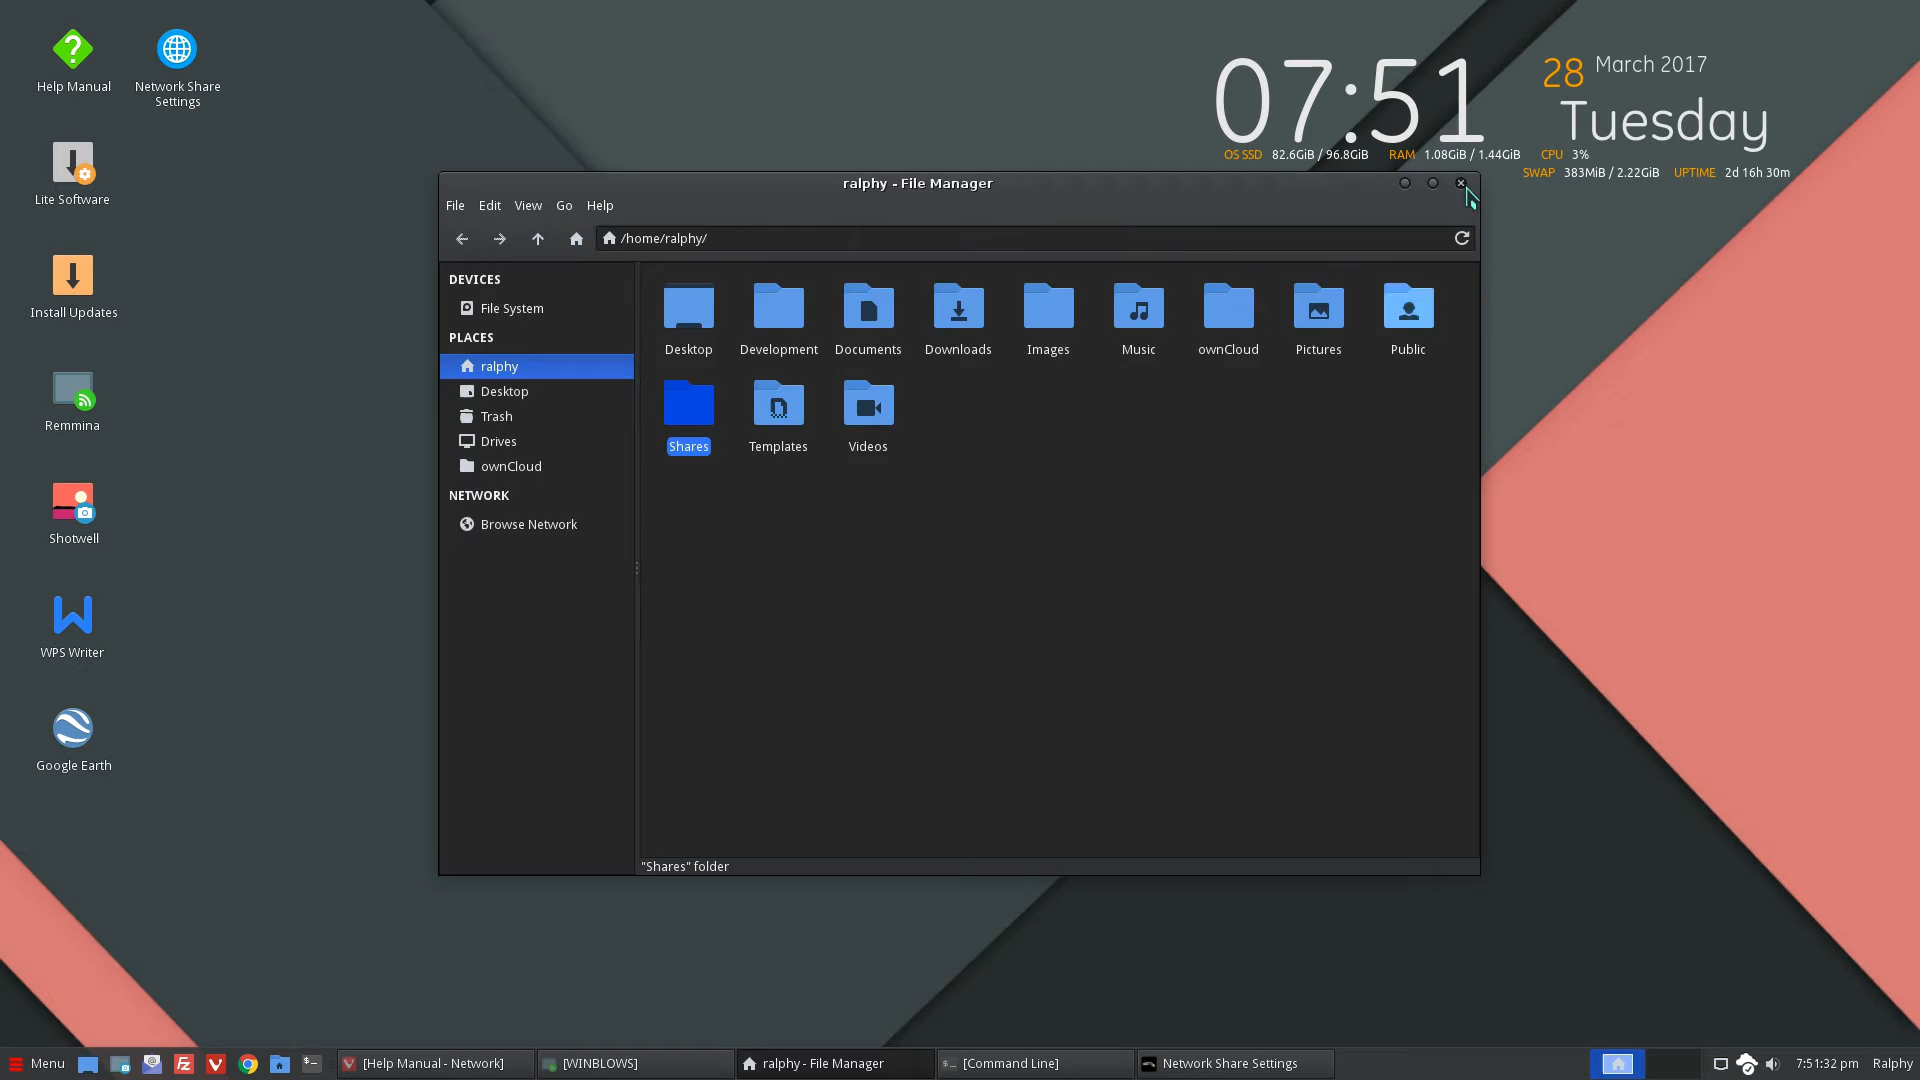 Help Manual
Network Share
Settings
Lite Software
Install Updates
Remmina
Shotwell
WPS Writer
Google Earth
07:51
28 March 2017
Tuesday
OS SSD 82.6GiB / 96.8GiB RAM 1.08GiB / 1.44GiB CPU 3%
SWAP 383MiB / 2.22GiB UPTIME 2d 16h 30m
ralphy - File Manager
File Edit View Go Help
/home/ralphy/
DEVICES
File System
PLACES
ralphy
Desktop
Trash
Drives
ownCloud
NETWORK
Browse Network
Desktop Development Documents Downloads Images Music ownCloud Pictures Public
Shares Templates Videos
"Shares" folder
Menu [Help Manual - Network] [WINBLOWS] ralphy - File Manager [Command Line] Network Share Settings 7:51:32 pm Ralphy